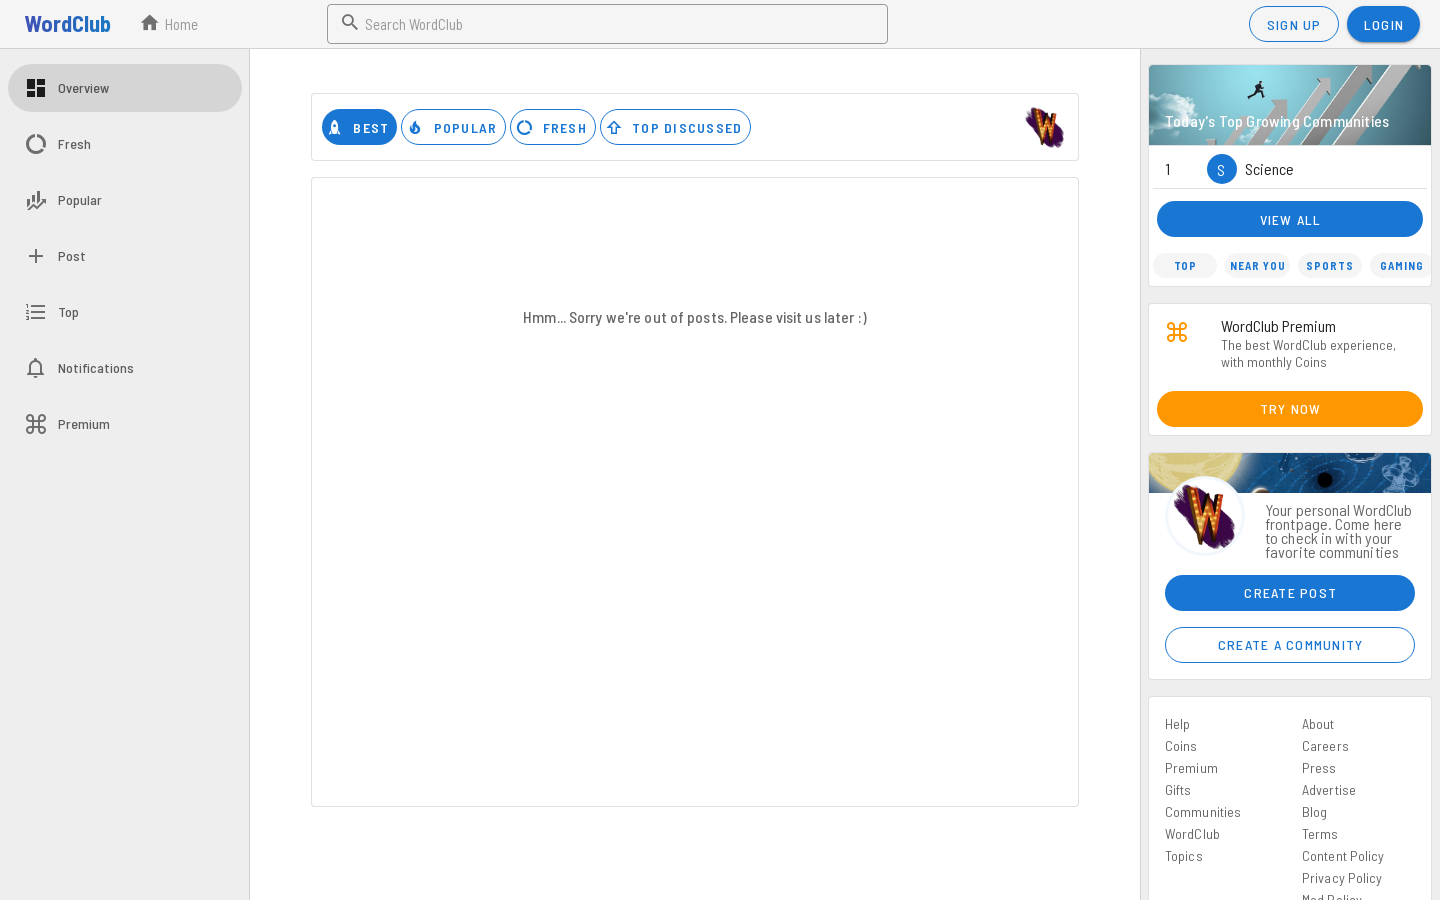 WordClub
Home
Search WordClub
SIGN UP
LOGIN
Overview
Fresh
Popular
Post
Top
Notifications
Premium
BEST
POPULAR
FRESH
TOP DISCUSSED
Hmm... Sorry we're out of posts. Please visit us later :)
Today's Top Growing Communities
1
S
Science
VIEW ALL
TOP
NEAR YOU
SPORTS
GAMING
WordClub Premium
The best WordClub experience,
with monthly Coins
TRY NOW
Your personal WordClub
frontpage. Come here
to check in with your
favorite communities
CREATE POST
CREATE A COMMUNITY
Help
Coins
Premium
Gifts
Communities
WordClub
Topics
About
Careers
Press
Advertise
Blog
Terms
Content Policy
Privacy Policy
Mod Policy